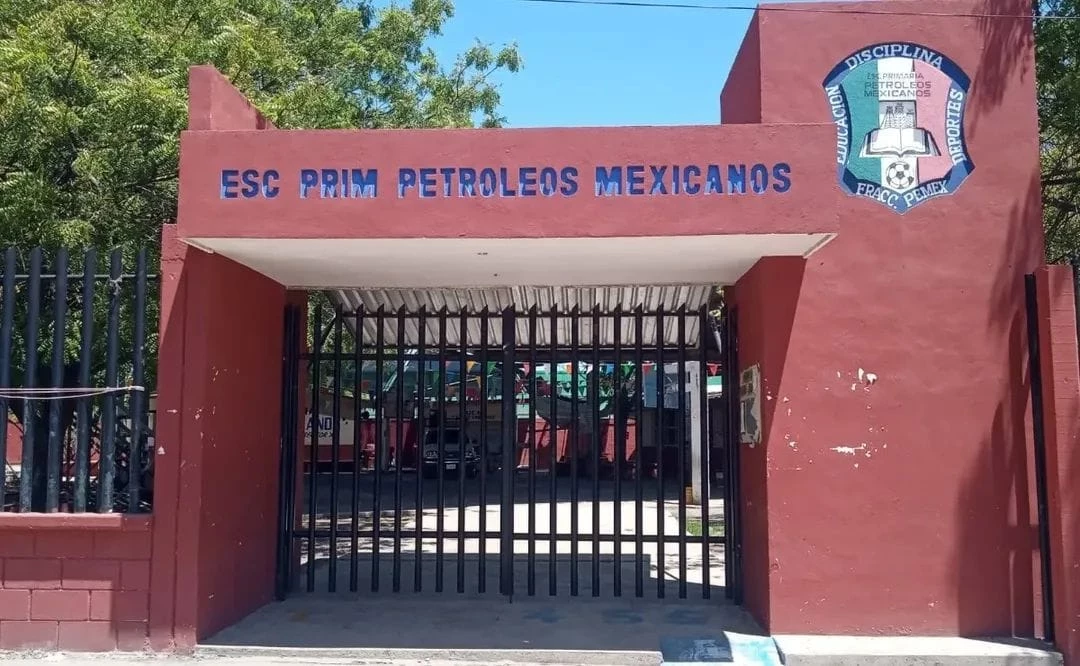 ESC PRIM PETROLEOS MEXICANOS
DISCIPLINA
EDUCACION
DEPORTES
ESC. PRIMARIA
PETROLEOS
MEXICANOS
FRACC. PEMEX